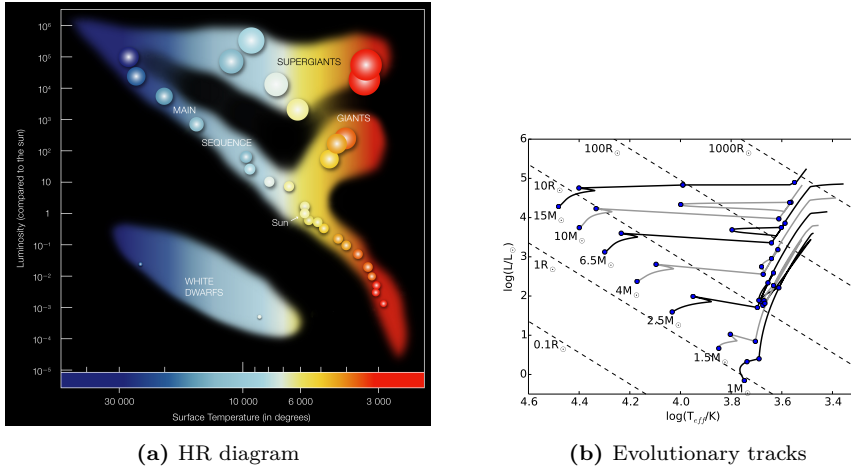 10⁶
10⁵
10⁴
10³
10²
10
1
10⁻¹
10⁻²
10⁻³
10⁻⁴
10⁻⁵
Luminosity (compared to the sun)
SUPERGIANTS
MAIN
GIANTS
SEQUENCE
Sun
WHITE
DWARFS
30 000
10 000
6 000
3 000
Surface Temperature (in degrees)
(a) HR diagram
6
5
4
3
2
1
0
log(L/L☉)
100R☉
1000R☉
10R☉
15M☉
10M☉
1R☉
6.5M☉
4M☉
2.5M☉
0.1R☉
1.5M☉
1M☉
4.6
4.4
4.2
4.0
3.8
3.6
3.4
log(T_eff/K)
(b) Evolutionary tracks